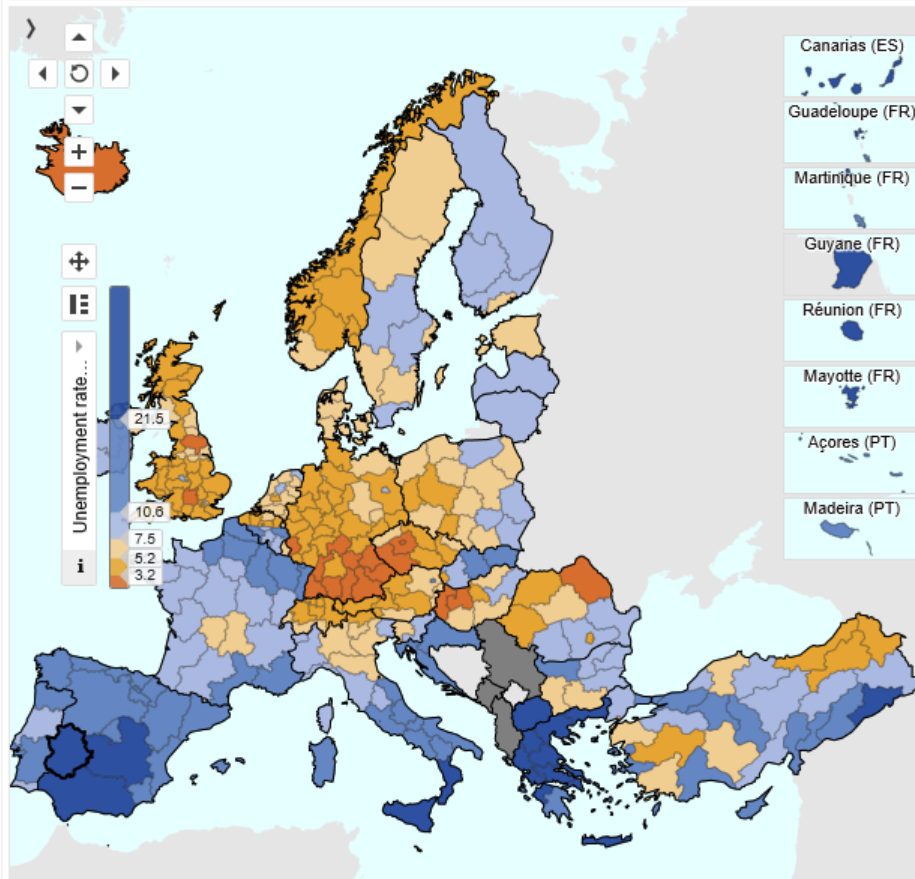 Canarias (ES)
Guadeloupe (FR)
Martinique (FR)
Guyane (FR)
Réunion (FR)
Mayotte (FR)
Açores (PT)
Madeira (PT)
Unemployment rate...
21.5
10.6
7.5
5.2
3.2
i